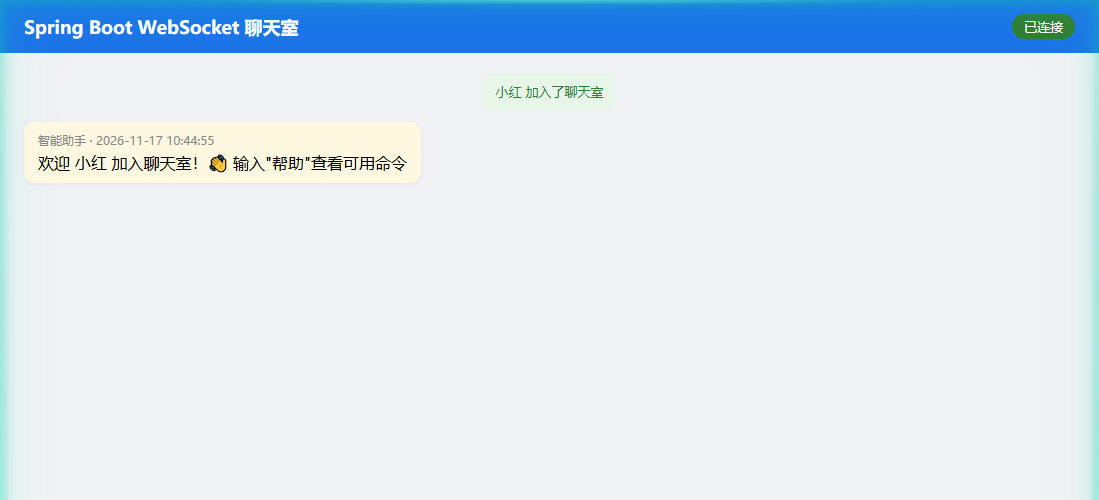 Spring Boot WebSocket 聊天室
已连接
小红 加入了聊天室
智能助手 · 2026-11-17 10:44:55
欢迎 小红 加入聊天室！👏 输入"帮助"查看可用命令